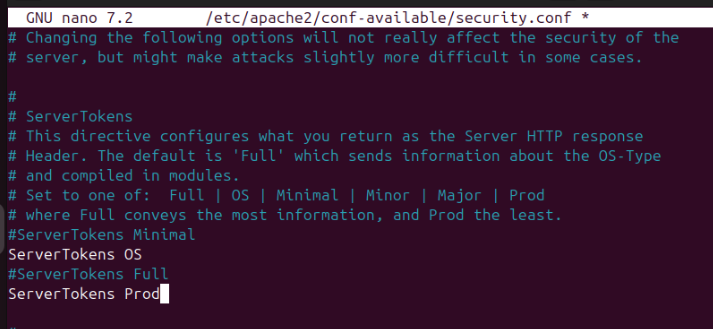 GNU nano 7.2 /etc/apache2/conf-available/security.conf *
# Changing the following options will not really affect the security of the
# server, but might make attacks slightly more difficult in some cases.
#
# ServerTokens
# This directive configures what you return as the Server HTTP response
# Header. The default is 'Full' which sends information about the OS-Type
# and compiled in modules.
# Set to one of:  Full | OS | Minimal | Minor | Major | Prod
# where Full conveys the most information, and Prod the least.
#ServerTokens Minimal
ServerTokens OS
#ServerTokens Full
ServerTokens Prod
#